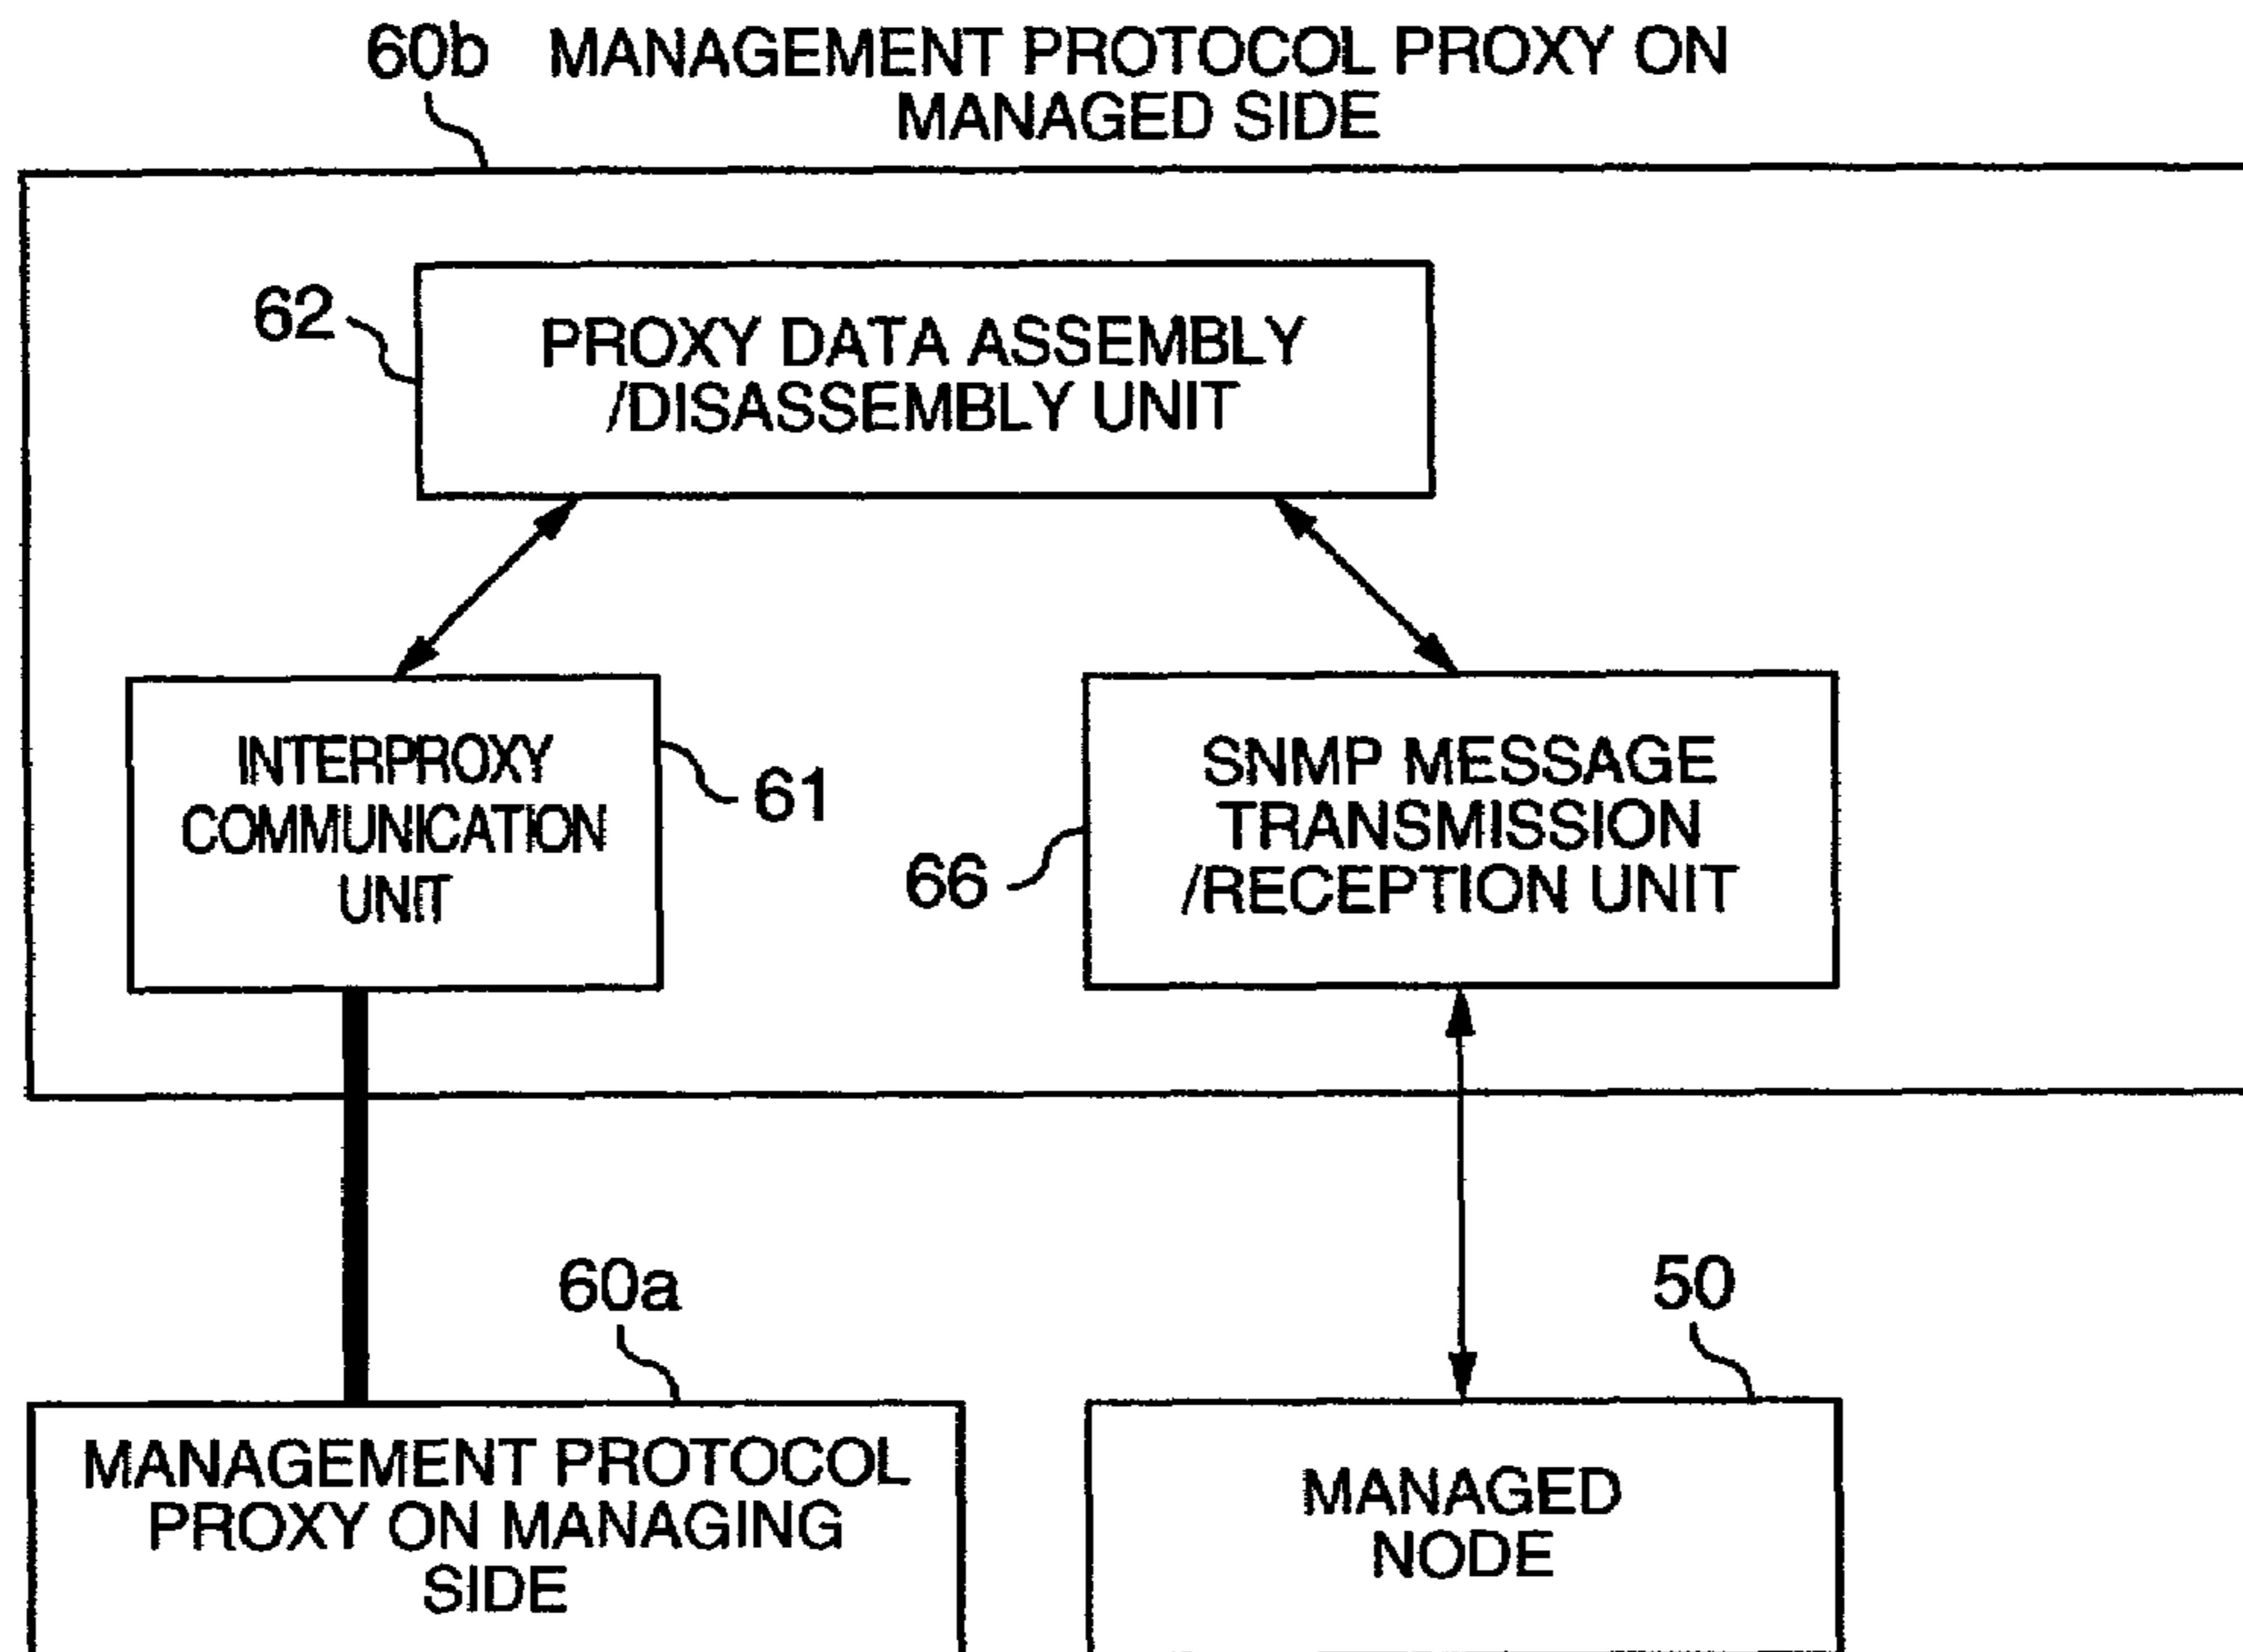 60b MANAGEMENT PROTOCOL PROXY ON
MANAGED SIDE
62
PROXY DATA ASSEMBLY
/DISASSEMBLY UNIT
INTERPROXY
COMMUNICATION
UNIT
61
66
SNMP MESSAGE
TRANSMISSION
/RECEPTION UNIT
60a
50
MANAGEMENT PROTOCOL
PROXY ON MANAGING
SIDE
MANAGED
NODE